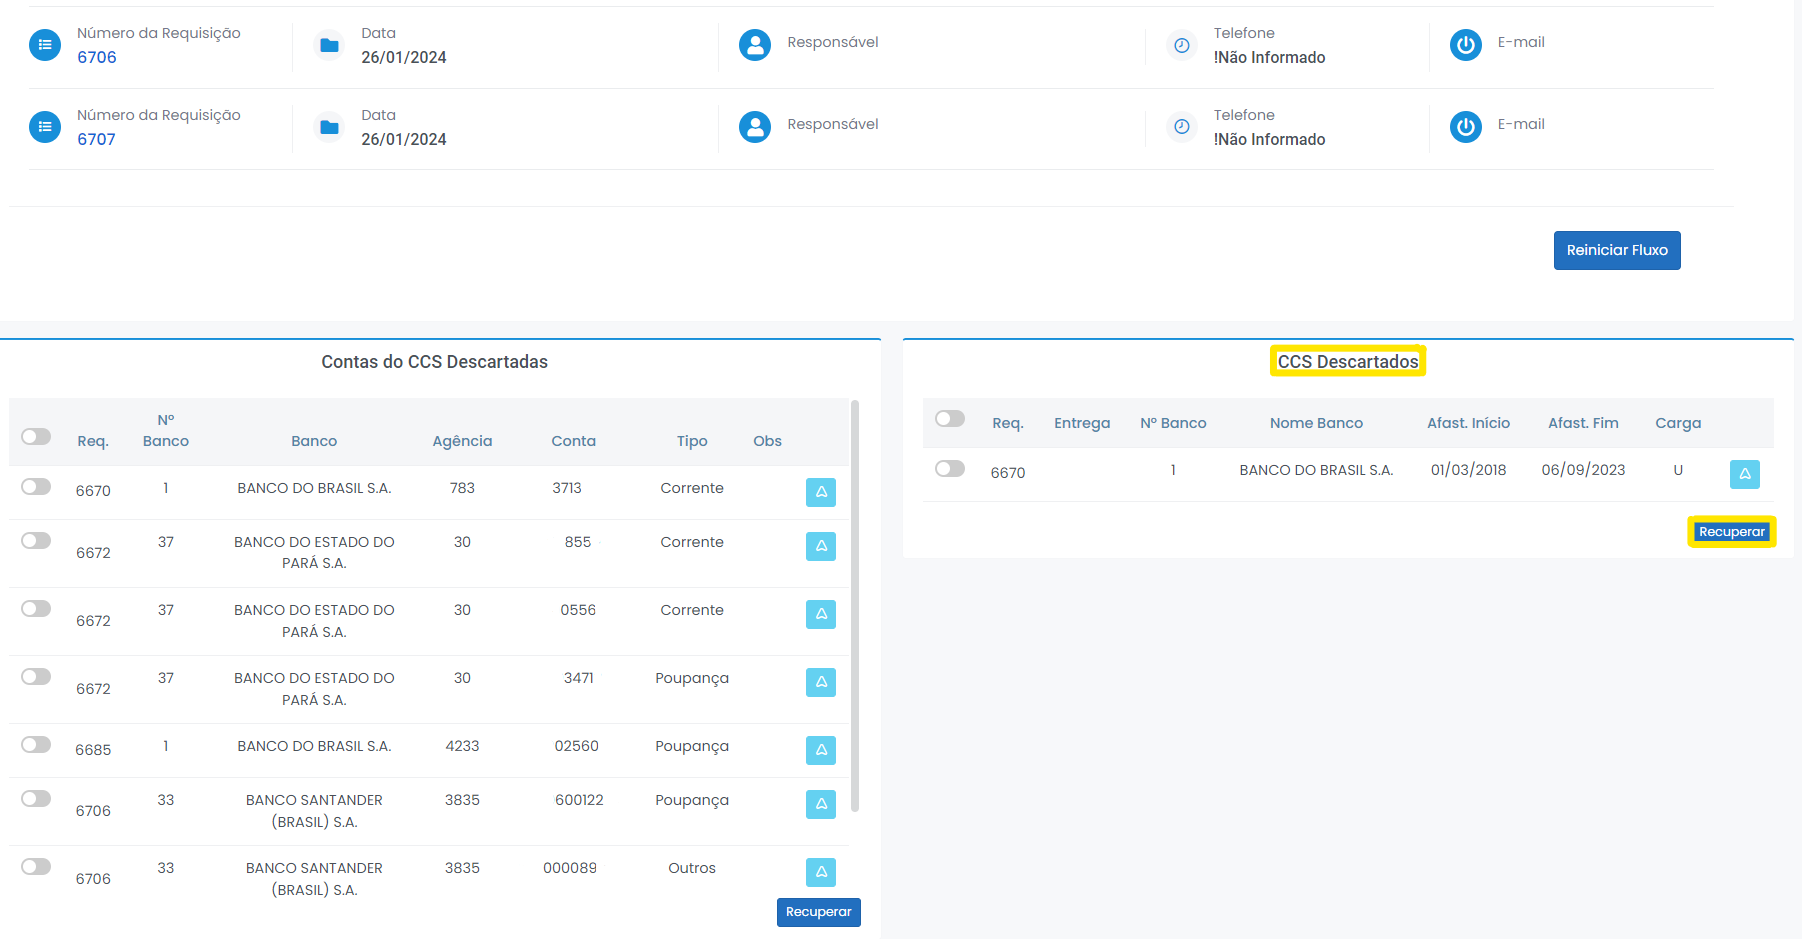 Número da Requisição Data Responsável Telefone E-mail
6706 26/01/2024 !Não Informado
Número da Requisição Data Responsável Telefone E-mail
6707 26/01/2024 !Não Informado
Reiniciar Fluxo
Contas do CCS Descartadas
Req. Nº Banco Banco Agência Conta Tipo Obs
6670 1 BANCO DO BRASIL S.A. 783 3713 Corrente
6672 37 BANCO DO ESTADO DO 30 855 Corrente
PARÁ S.A.
6672 37 BANCO DO ESTADO DO 30 0556 Corrente
PARÁ S.A.
6672 37 BANCO DO ESTADO DO 30 3471 Poupança
PARÁ S.A.
6685 1 BANCO DO BRASIL S.A. 4233 02560 Poupança
6706 33 BANCO SANTANDER 3835 600122 Poupança
(BRASIL) S.A.
6706 33 BANCO SANTANDER 3835 000089 Outros
(BRASIL) S.A.
Recuperar
CCS Descartados
Req. Entrega Nº Banco Nome Banco Afast. Início Afast. Fim Carga
6670 1 BANCO DO BRASIL S.A. 01/03/2018 06/09/2023 U
Recuperar